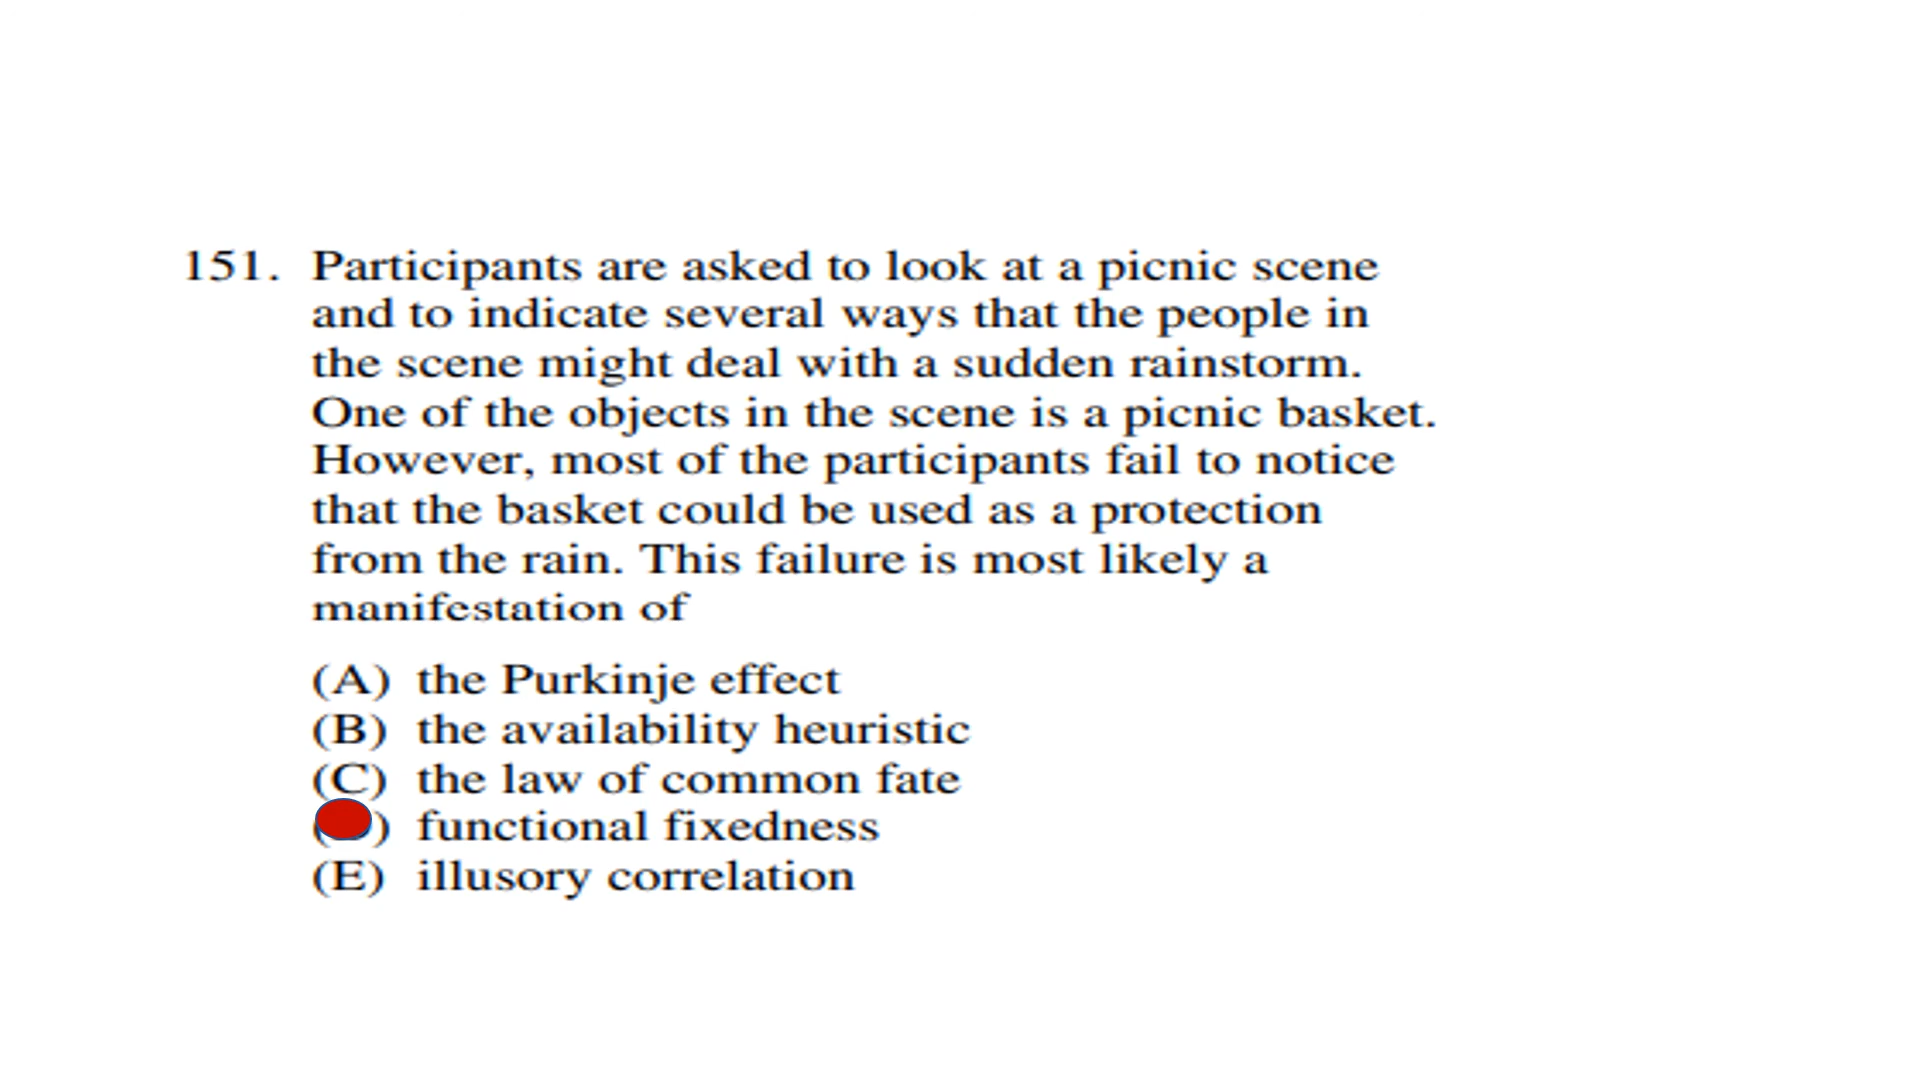 151. Participants are asked to look at a picnic scene
and to indicate several ways that the people in
the scene might deal with a sudden rainstorm.
One of the objects in the scene is a picnic basket.
However, most of the participants fail to notice
that the basket could be used as a protection
from the rain. This failure is most likely a
manifestation of
(A) the Purkinje effect
(B) the availability heuristic
(C) the law of common fate
functional fixedness
(E) illusory correlation